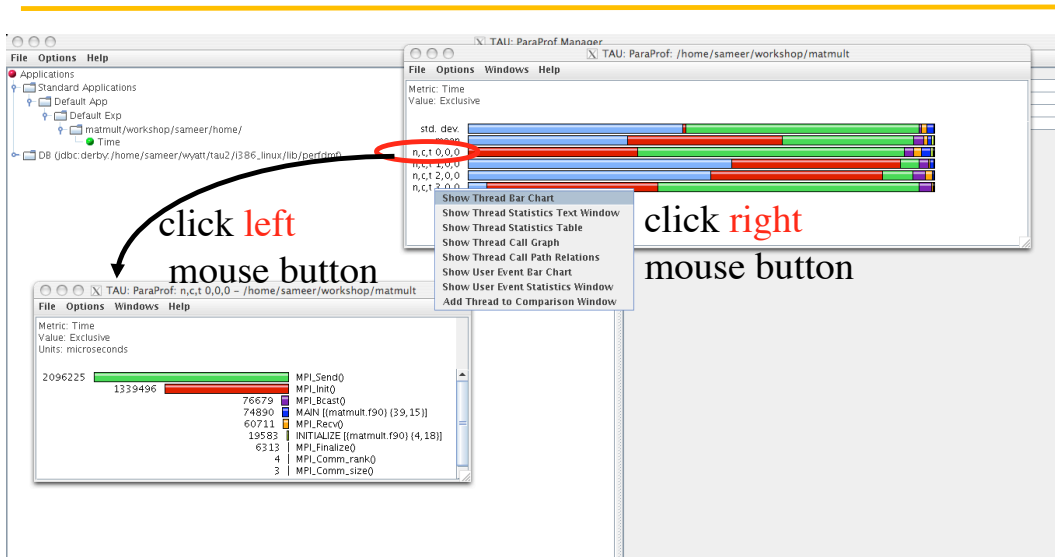 TAU: ParaProf Manager
File Options Help
Applications
Standard Applications
Default App
Default Exp
matmult/workshop/sameer/home/
Time
DB (jdbc:derby:/home/sameer/wyatt/tau2/i386_linux/lib/perfdmf)
TAU: ParaProf: /home/sameer/workshop/matmult
File Options Windows Help
Metric: Time
Value: Exclusive
std. dev.
mean
n,c,t 0,0,0
n,c,t 1,0,0
n,c,t 2,0,0
n,c,t 3,0,0
Show Thread Bar Chart
Show Thread Statistics Text Window
Show Thread Statistics Table
Show Thread Call Graph
Show Thread Call Path Relations
Show User Event Bar Chart
Show User Event Statistics Window
Add Thread to Comparison Window
click left
mouse button
click right
mouse button
TAU: ParaProf: n,c,t 0,0,0 – /home/sameer/workshop/matmult
File Options Windows Help
Metric: Time
Value: Exclusive
Units: microseconds
2096225 MPI_Send()
1339496 MPI_Init()
76679 MPI_Bcast()
74890 MAIN [{matmult.f90} {39,15}]
60711 MPI_Recv()
19583 INITIALIZE [{matmult.f90} {4,18}]
6313 MPI_Finalize()
4 MPI_Comm_rank()
3 MPI_Comm_size()